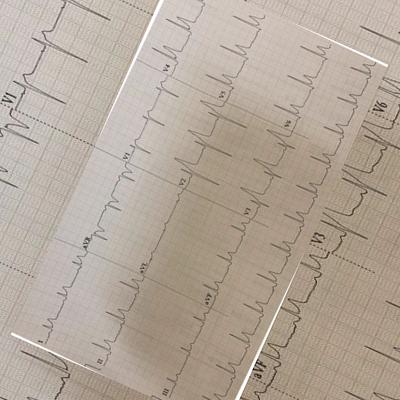 I aVR V1 V4
II aVL V2 V5
III aVF V3 V6
V1
V6
V3
aVF